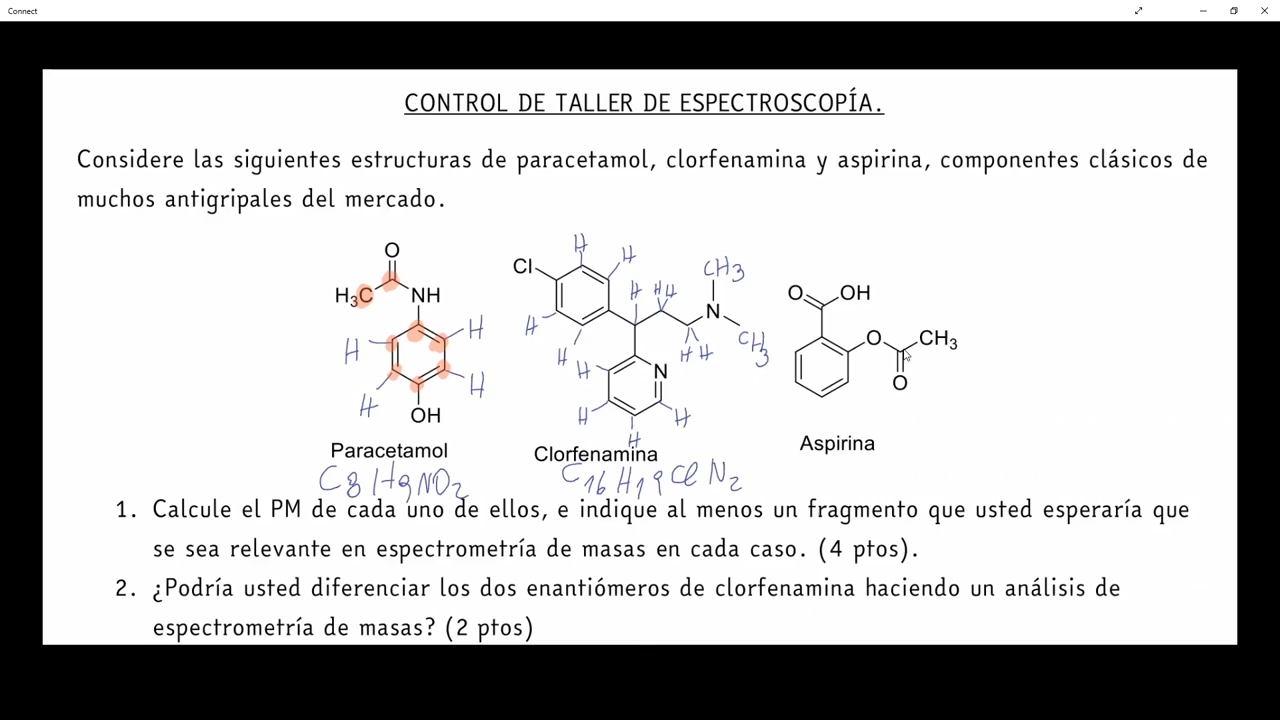 Connect
CONTROL DE TALLER DE ESPECTROSCOPÍA.
Considere las siguientes estructuras de paracetamol, clorfenamina y aspirina, componentes clásicos de
muchos antigripales del mercado.
O
H3C
NH
H
H
H
H
OH
Paracetamol
C8H9NO2
Cl
H
H
H
H
H
H H
H H
N
CH3
CH3
N
H
H
H
H
Clorfenamina
C16H19ClN2
O
OH
O
CH3
O
Aspirina
1. Calcule el PM de cada uno de ellos, e indique al menos un fragmento que usted esperaría que
se sea relevante en espectrometría de masas en cada caso. (4 ptos).
2. ¿Podría usted diferenciar los dos enantiómeros de clorfenamina haciendo un análisis de
espectrometría de masas? (2 ptos)